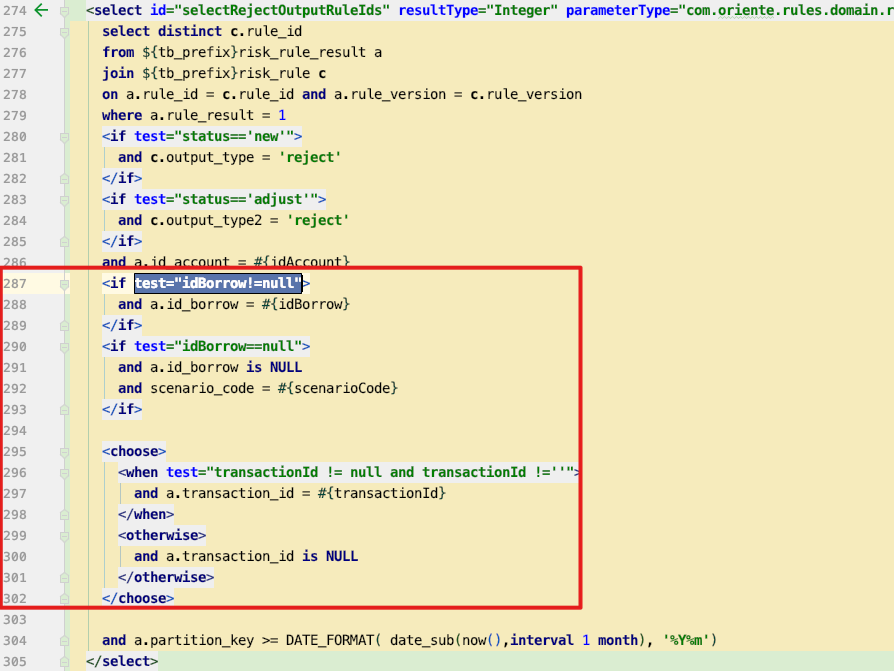 274 <select id="selectRejectOutputRuleIds" resultType="Integer" parameterType="com.oriente.rules.domain.r
275 select distinct c.rule_id
276 from ${tb_prefix}risk_rule_result a
277 join ${tb_prefix}risk_rule c
278 on a.rule_id = c.rule_id and a.rule_version = c.rule_version
279 where a.rule_result = 1
280 <if test="status=='new'">
281 and c.output_type = 'reject'
282 </if>
283 <if test="status=='adjust'">
284 and c.output_type2 = 'reject'
285 </if>
286 and a.id_account = #{idAccount}
287 <if test="idBorrow!=null">
288 and a.id_borrow = #{idBorrow}
289 </if>
290 <if test="idBorrow==null">
291 and a.id_borrow is NULL
292 and scenario_code = #{scenarioCode}
293 </if>
294
295 <choose>
296 <when test="transactionId != null and transactionId !=''">
297 and a.transaction_id = #{transactionId}
298 </when>
299 <otherwise>
300 and a.transaction_id is NULL
301 </otherwise>
302 </choose>
303
304 and a.partition_key >= DATE_FORMAT( date_sub(now(),interval 1 month), '%Y%m')
305 </select>